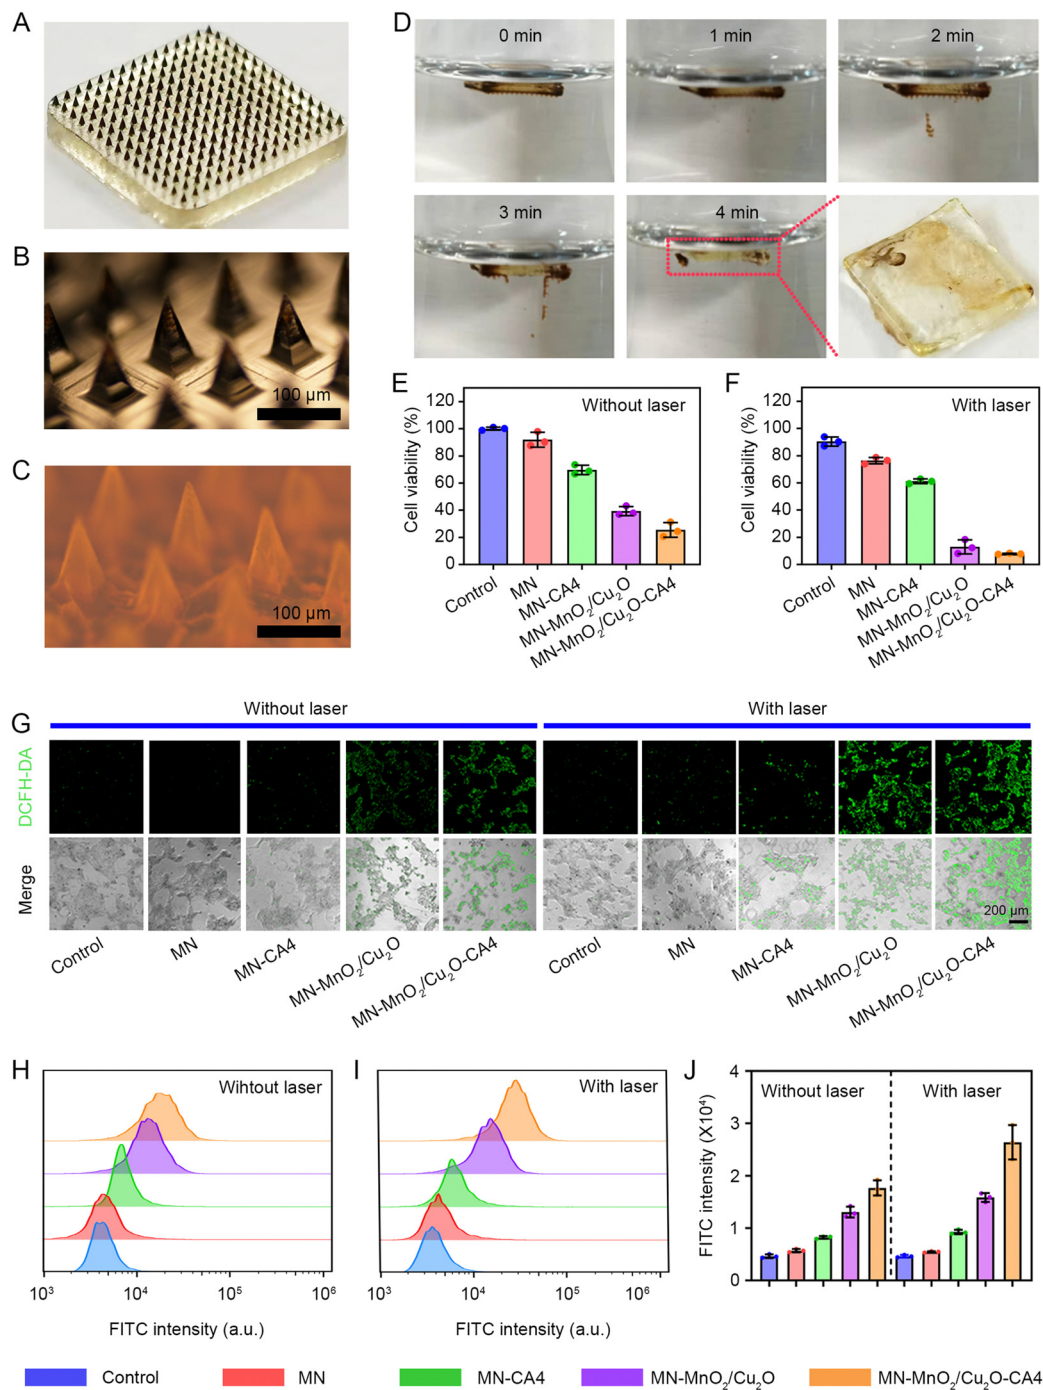 A
D
0 min
1 min
2 min
3 min
4 min
B
100 µm
C
100 µm
E
Cell viability (%)
120
100
80
60
40
20
0
Without laser
Control
MN
MN-CA4
MN-MnO₂/Cu₂O
MN-MnO₂/Cu₂O-CA4
F
Cell viability (%)
120
100
80
60
40
20
0
With laser
Control
MN
MN-CA4
MN-MnO₂/Cu₂O
MN-MnO₂/Cu₂O-CA4
G
Without laser
With laser
DCFH-DA
Merge
200 µm
Control
MN
MN-CA4
MN-MnO₂/Cu₂O
MN-MnO₂/Cu₂O-CA4
Control
MN
MN-CA4
MN-MnO₂/Cu₂O
MN-MnO₂/Cu₂O-CA4
H
Wihtout laser
10³
10⁴
10⁵
10⁶
FITC intensity (a.u.)
I
With laser
10³
10⁴
10⁵
10⁶
FITC intensity (a.u.)
J
FITC intensity (X10⁴)
4
3
2
1
0
Without laser
With laser
Control
MN
MN-CA4
MN-MnO₂/Cu₂O
MN-MnO₂/Cu₂O-CA4